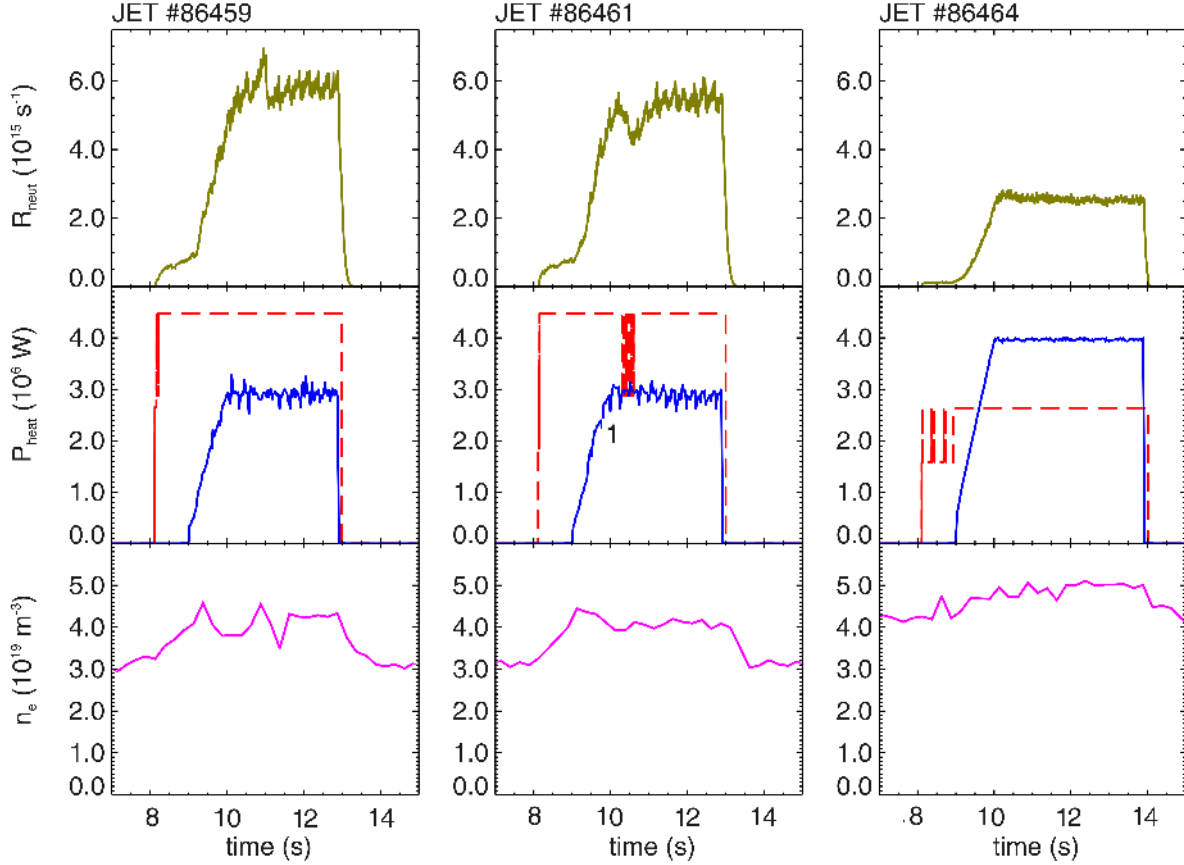 JET #86459 JET #86461 JET #86464
R_neut (10^15 s^-1)
6.0 6.0 6.0
4.0 4.0 4.0
2.0 2.0 2.0
0.0 0.0 0.0
P_heat (10^6 W)
4.0 4.0 4.0
3.0 3.0 3.0
2.0 1 2.0 2.0
1.0 1.0 1.0
0.0 0.0 0.0
n_e (10^19 m^-3)
5.0 5.0 5.0
4.0 4.0 4.0
3.0 3.0 3.0
2.0 2.0 2.0
1.0 1.0 1.0
0.0 0.0 0.0
8 10 12 14 8 10 12 14 8 10 12 14
time (s) time (s) time (s)